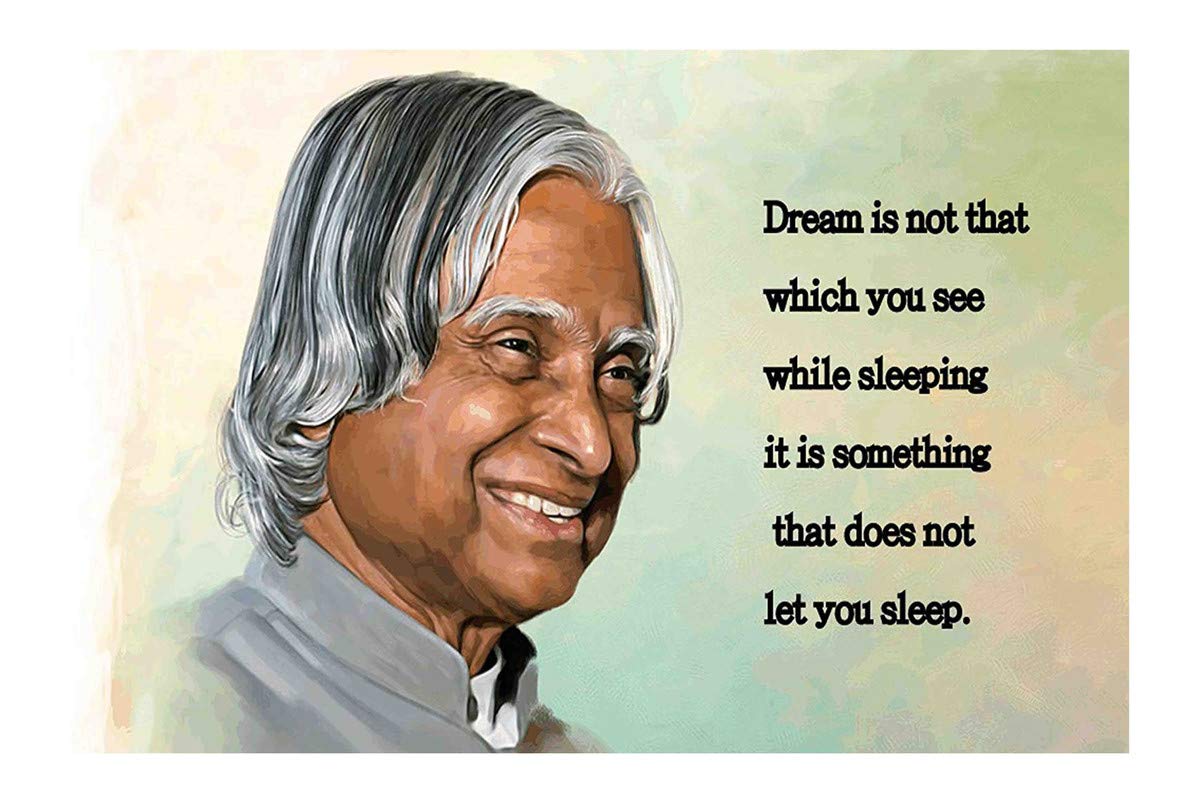 Dream is not that
which you see
while sleeping
it is something
that does not
let you sleep.